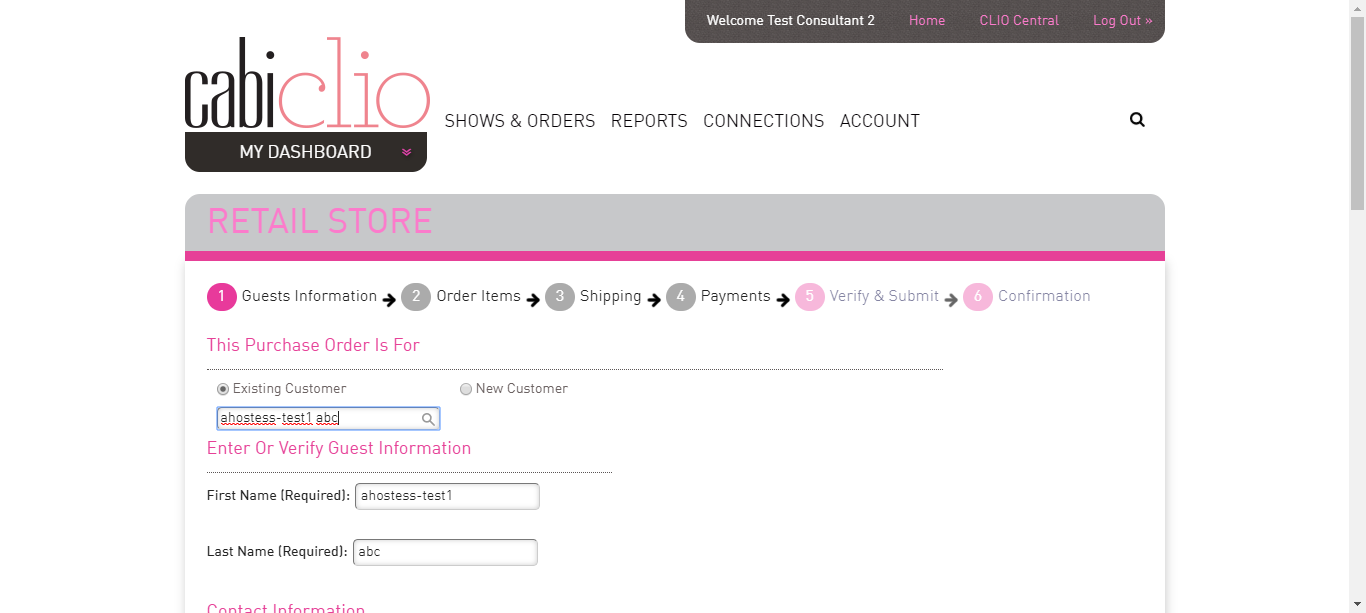 Welcome Test Consultant 2 Home CLIO Central Log Out »
cabiclio
SHOWS & ORDERS REPORTS CONNECTIONS ACCOUNT
MY DASHBOARD
RETAIL STORE
1 Guests Information 2 Order Items 3 Shipping 4 Payments 5 Verify & Submit 6 Confirmation
This Purchase Order Is For
Existing Customer New Customer
ahostess-test1 abc
Enter Or Verify Guest Information
First Name (Required): ahostess-test1
Last Name (Required): abc
Contact Information